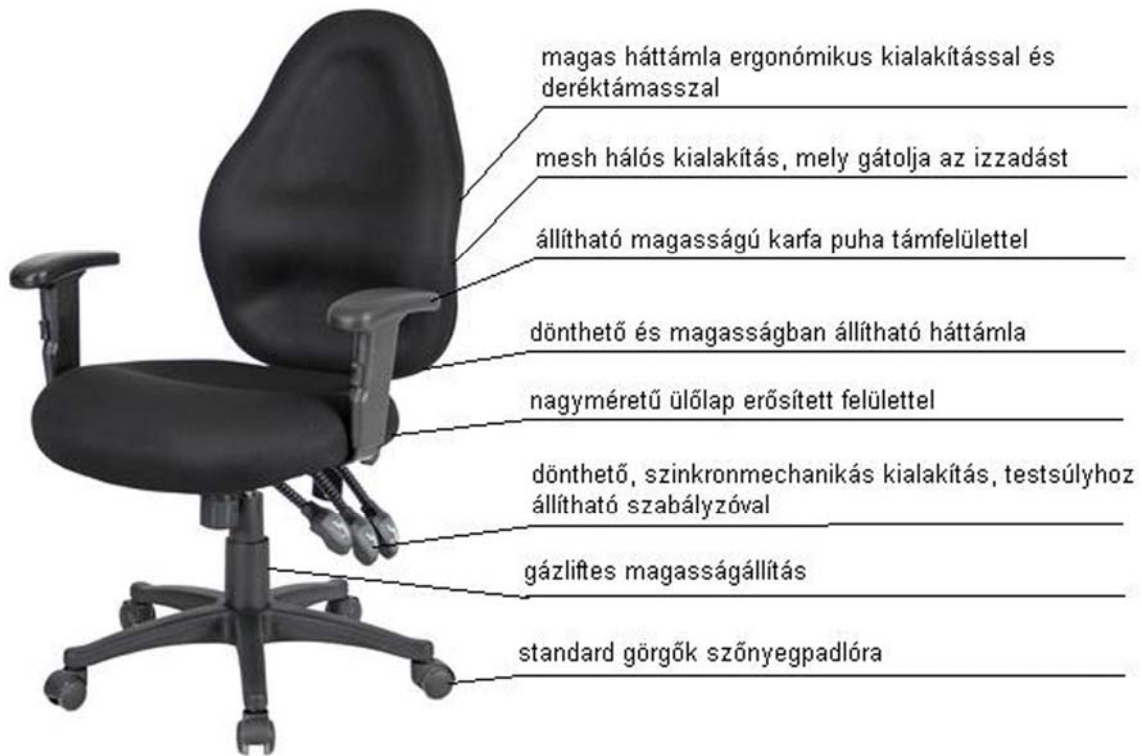 magas háttámla ergonómikus kialakítással és
deréktámasszal
mesh hálós kialakítás, mely gátolja az izzadást
állítható magasságú karfa puha támfelülettel
dönthető és magasságban állítható háttámla
nagyméretű ülőlap erősített felülettel
dönthető, szinkronmechanikás kialakítás, testsúlyhoz
állítható szabályzóval
gázliftes magasságállítás
standard görgők szőnyegpadlóra